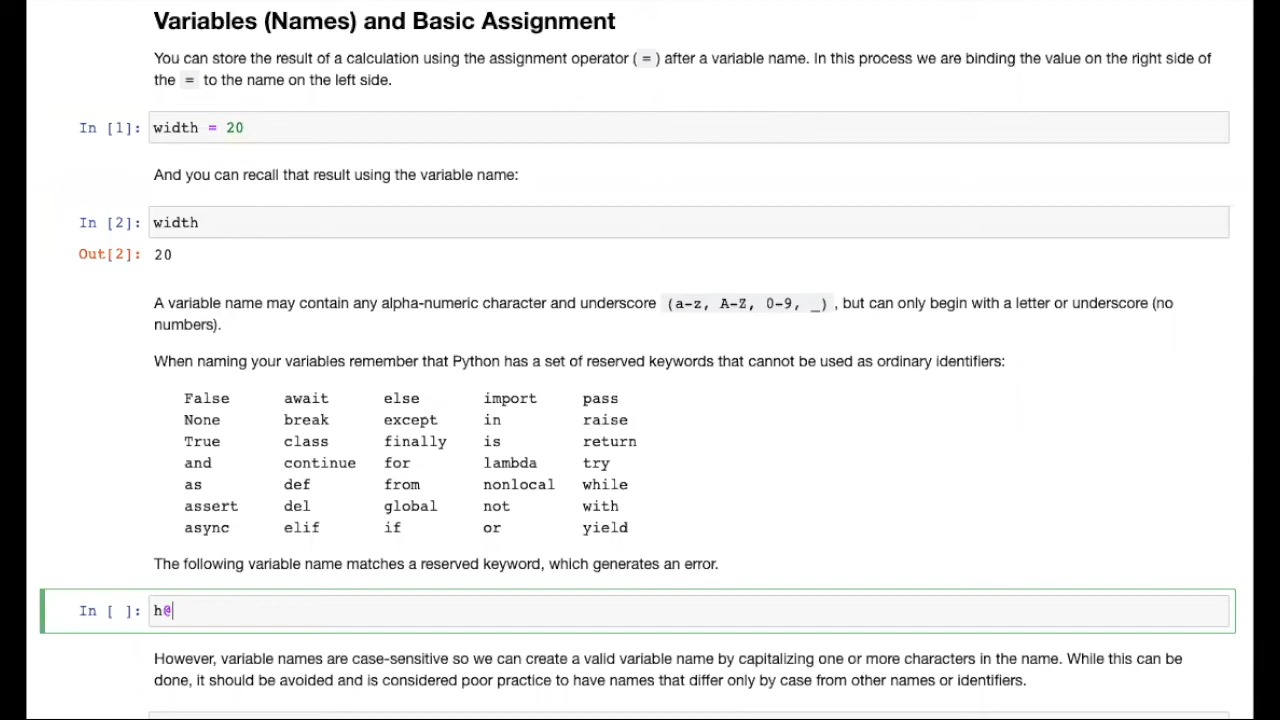 Variables (Names) and Basic Assignment
You can store the result of a calculation using the assignment operator ( = ) after a variable name. In this process we are binding the value on the right side of
the = to the name on the left side.
In [1]: width = 20
And you can recall that result using the variable name:
In [2]: width
Out[2]: 20
A variable name may contain any alpha-numeric character and underscore (a-z, A-Z, 0-9, _) , but can only begin with a letter or underscore (no
numbers).
When naming your variables remember that Python has a set of reserved keywords that cannot be used as ordinary identifiers:
False await else import pass
None break except in raise
True class finally is return
and continue for lambda try
as def from nonlocal while
assert del global not with
async elif if or yield
The following variable name matches a reserved keyword, which generates an error.
In [ ]: h@
However, variable names are case-sensitive so we can create a valid variable name by capitalizing one or more characters in the name. While this can be
done, it should be avoided and is considered poor practice to have names that differ only by case from other names or identifiers.